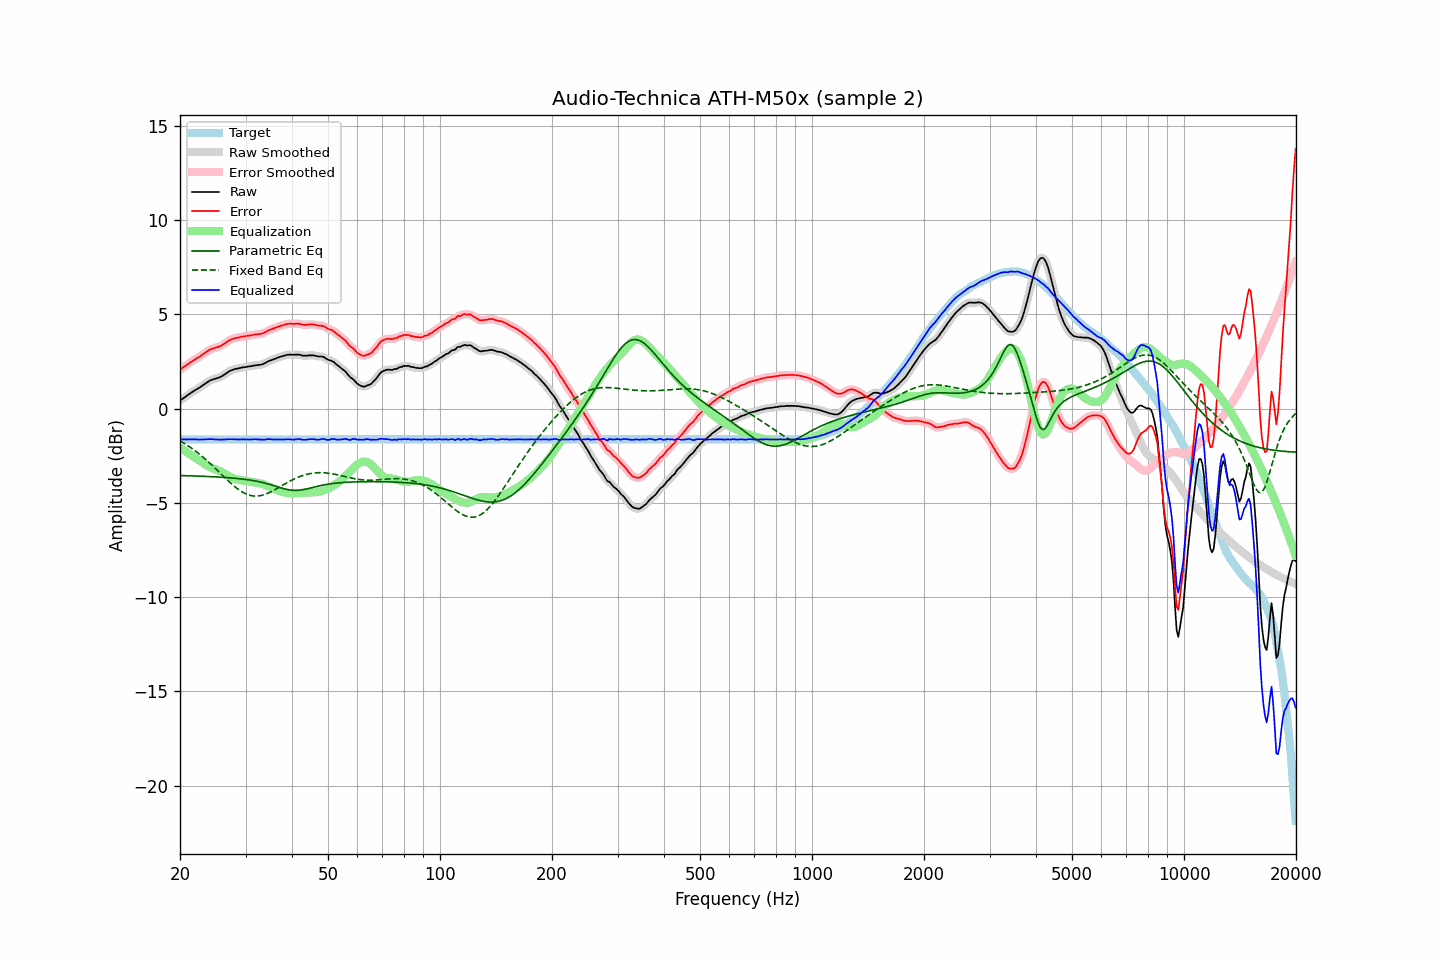 Audio-Technica ATH-M50x (sample 2)
Target
Raw Smoothed
Error Smoothed
Raw
Error
Equalization
Parametric Eq
Fixed Band Eq
Equalized
Amplitude (dBr)
15
10
5
0
−5
−10
−15
−20
20 50 100 200 500 1000 2000 5000 10000 20000
Frequency (Hz)